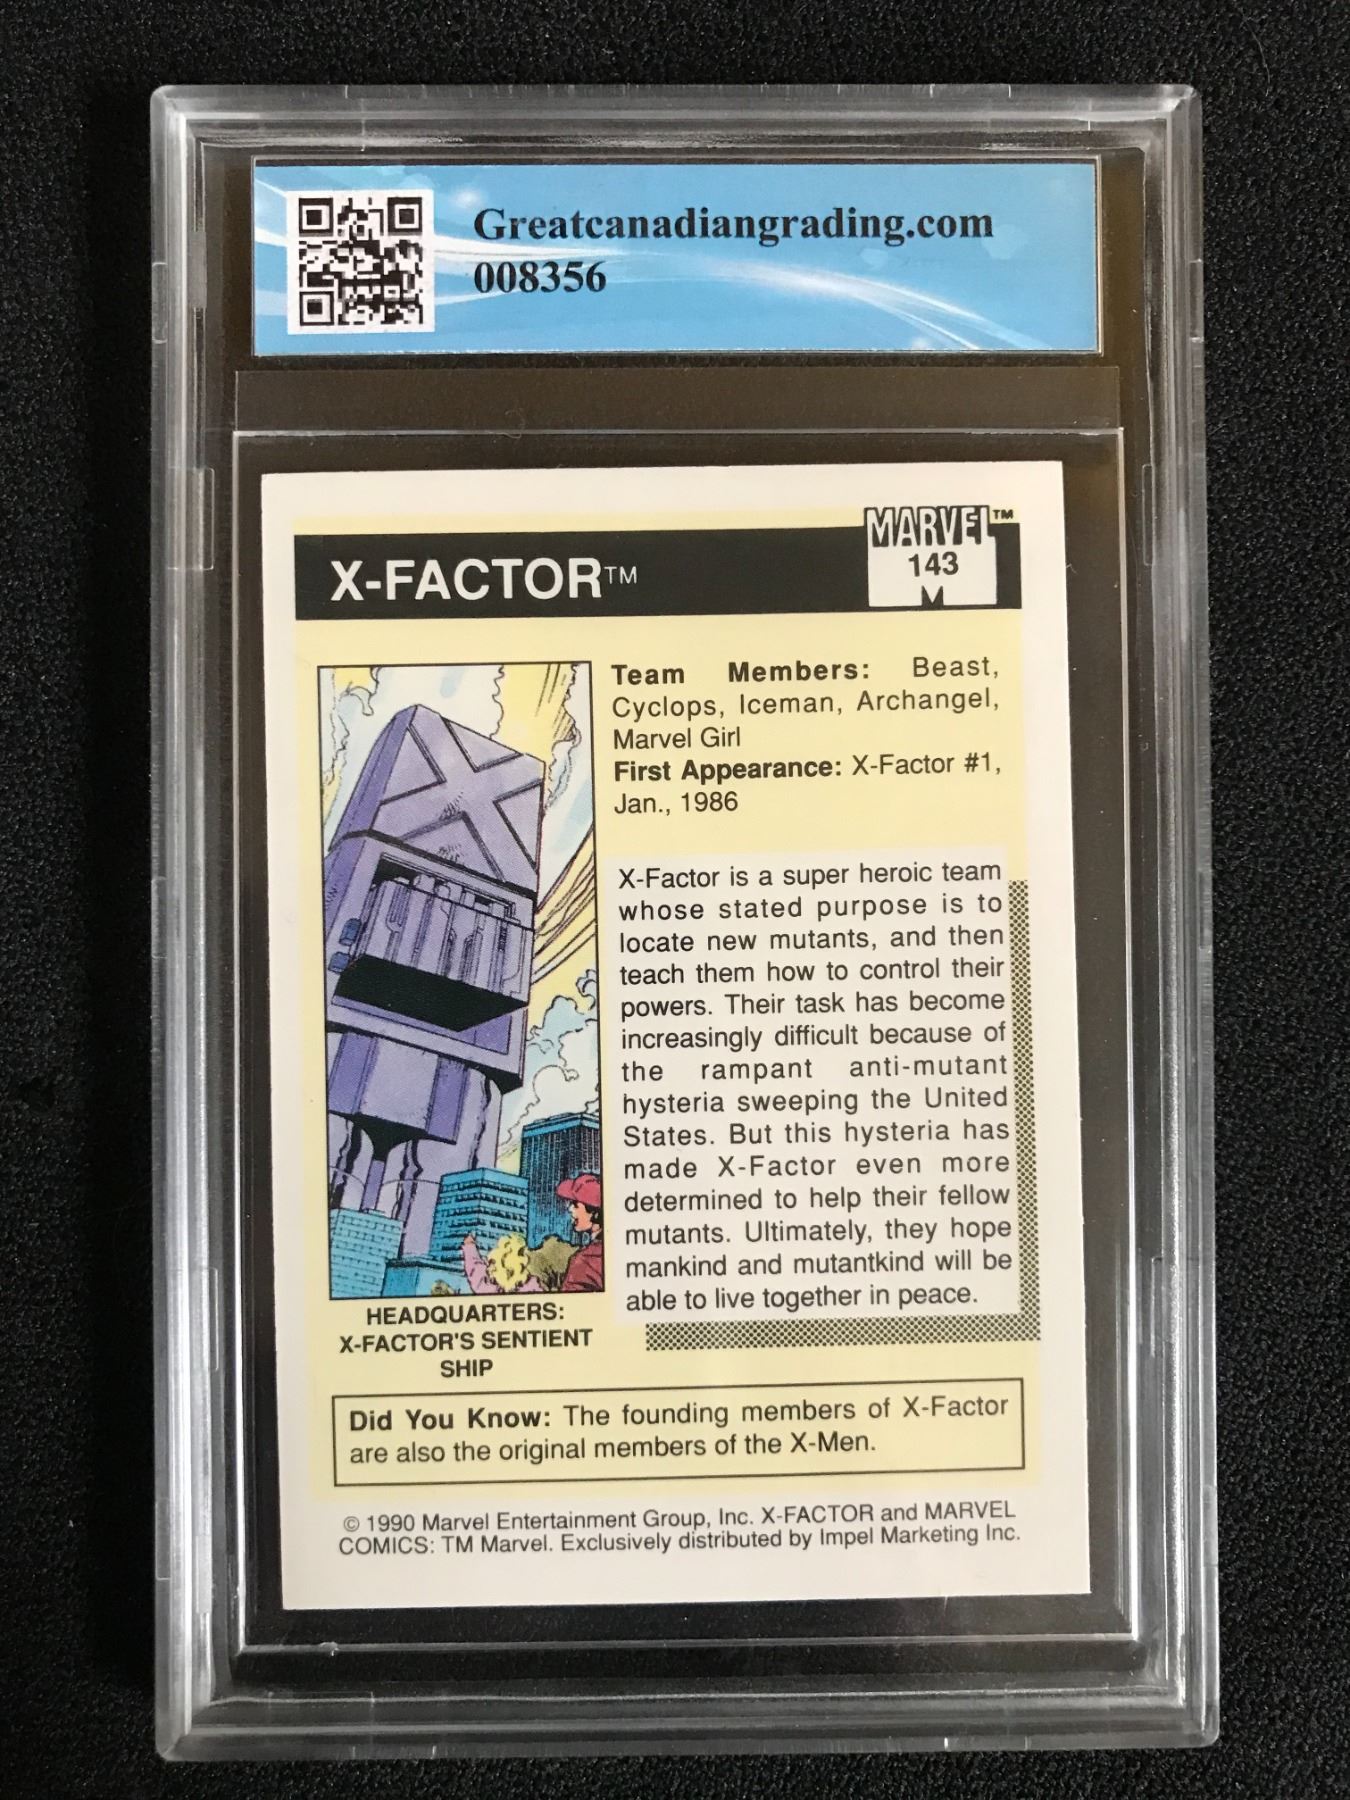 Greatcanadiangrading.com
008356
MARVEL™
X-FACTOR™
143
Team Members: Beast,
Cyclops, Iceman, Archangel,
Marvel Girl
First Appearance: X-Factor #1,
Jan., 1986
X-Factor is a super heroic team
whose stated purpose is to
locate new mutants, and then
teach them how to control their
powers. Their task has become
increasingly difficult because of
the rampant anti-mutant
hysteria sweeping the United
States. But this hysteria has
made X-Factor even more
determined to help their fellow
mutants. Ultimately, they hope
mankind and mutantkind will be
able to live together in peace.
HEADQUARTERS:
X-FACTOR'S SENTIENT
SHIP
Did You Know: The founding members of X-Factor
are also the original members of the X-Men.
© 1990 Marvel Entertainment Group, Inc. X-FACTOR and MARVEL
COMICS: TM Marvel. Exclusively distributed by Impel Marketing Inc.